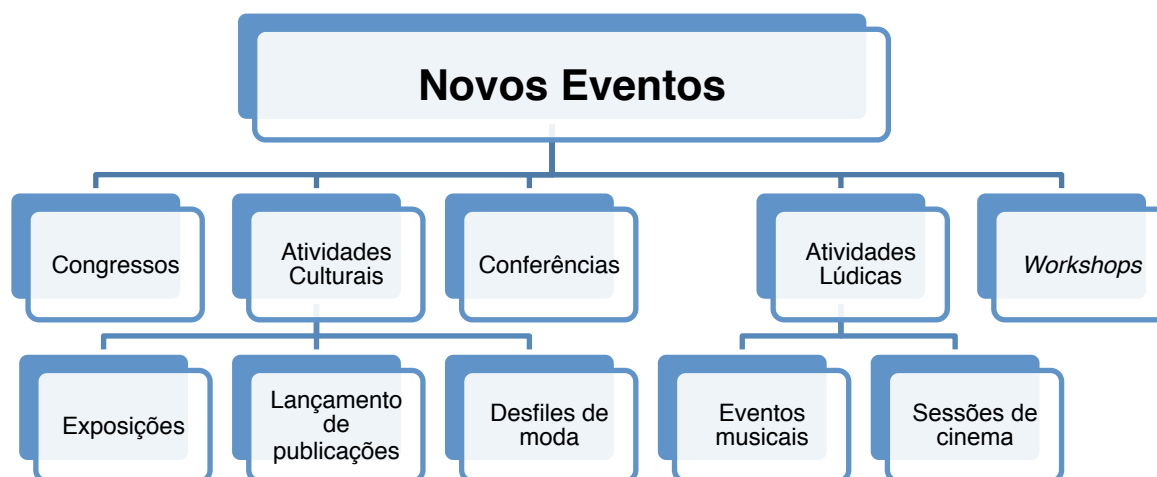 Novos Eventos
Congressos
Atividades
Culturais
Conferências
Atividades
Lúdicas
Workshops
Exposições
Lançamento
de
publicações
Desfiles de
moda
Eventos
musicais
Sessões de
cinema